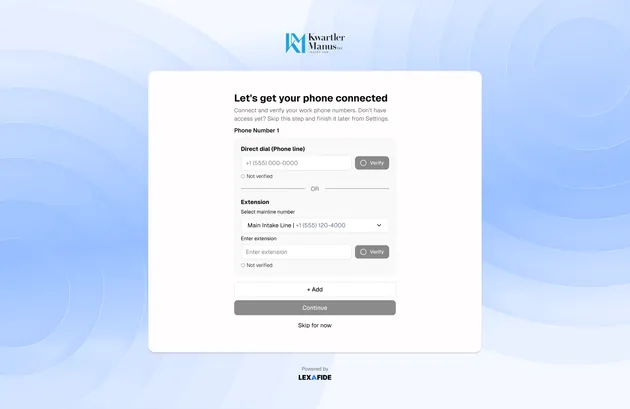 Kwartler
Manus
Let's get your phone connected
Connect and verify your work phone numbers. Don't have
access yet? Skip this step and finish it later from Settings.
Phone Number 1
Direct dial (Phone line)
+1 (555) 000-0000
Verify
Not verified
OR
Extension
Select mainline number
Main Intake Line | +1 (555) 120-4000
Enter extension
Enter extension
Verify
Not verified
+ Add
Continue
Skip for now
Powered by
LEXAFIDE